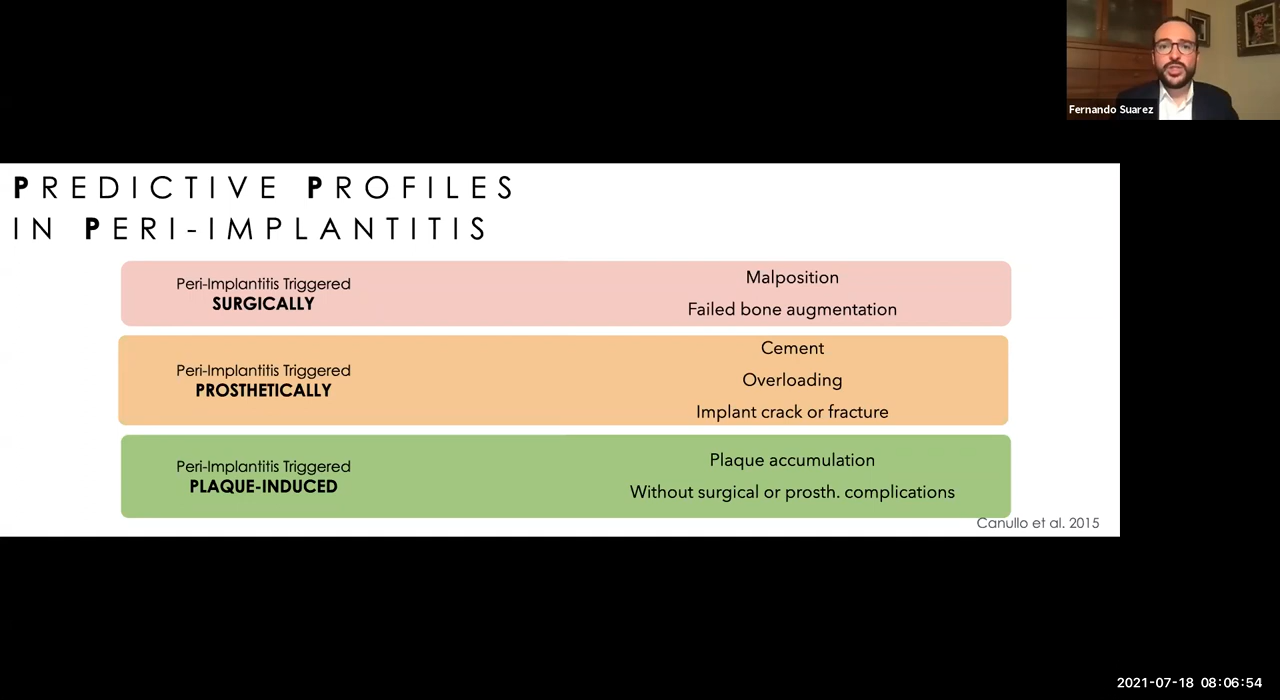 Fernando Suarez
PREDICTIVE PROFILES
IN PERI-IMPLANTITIS
Peri-Implantitis Triggered
SURGICALLY
Malposition
Failed bone augmentation
Peri-Implantitis Triggered
PROSTHETICALLY
Cement
Overloading
Implant crack or fracture
Peri-Implantitis Triggered
PLAQUE-INDUCED
Plaque accumulation
Without surgical or prosth. complications
Canullo et al. 2015
2021-07-18 08:06:54